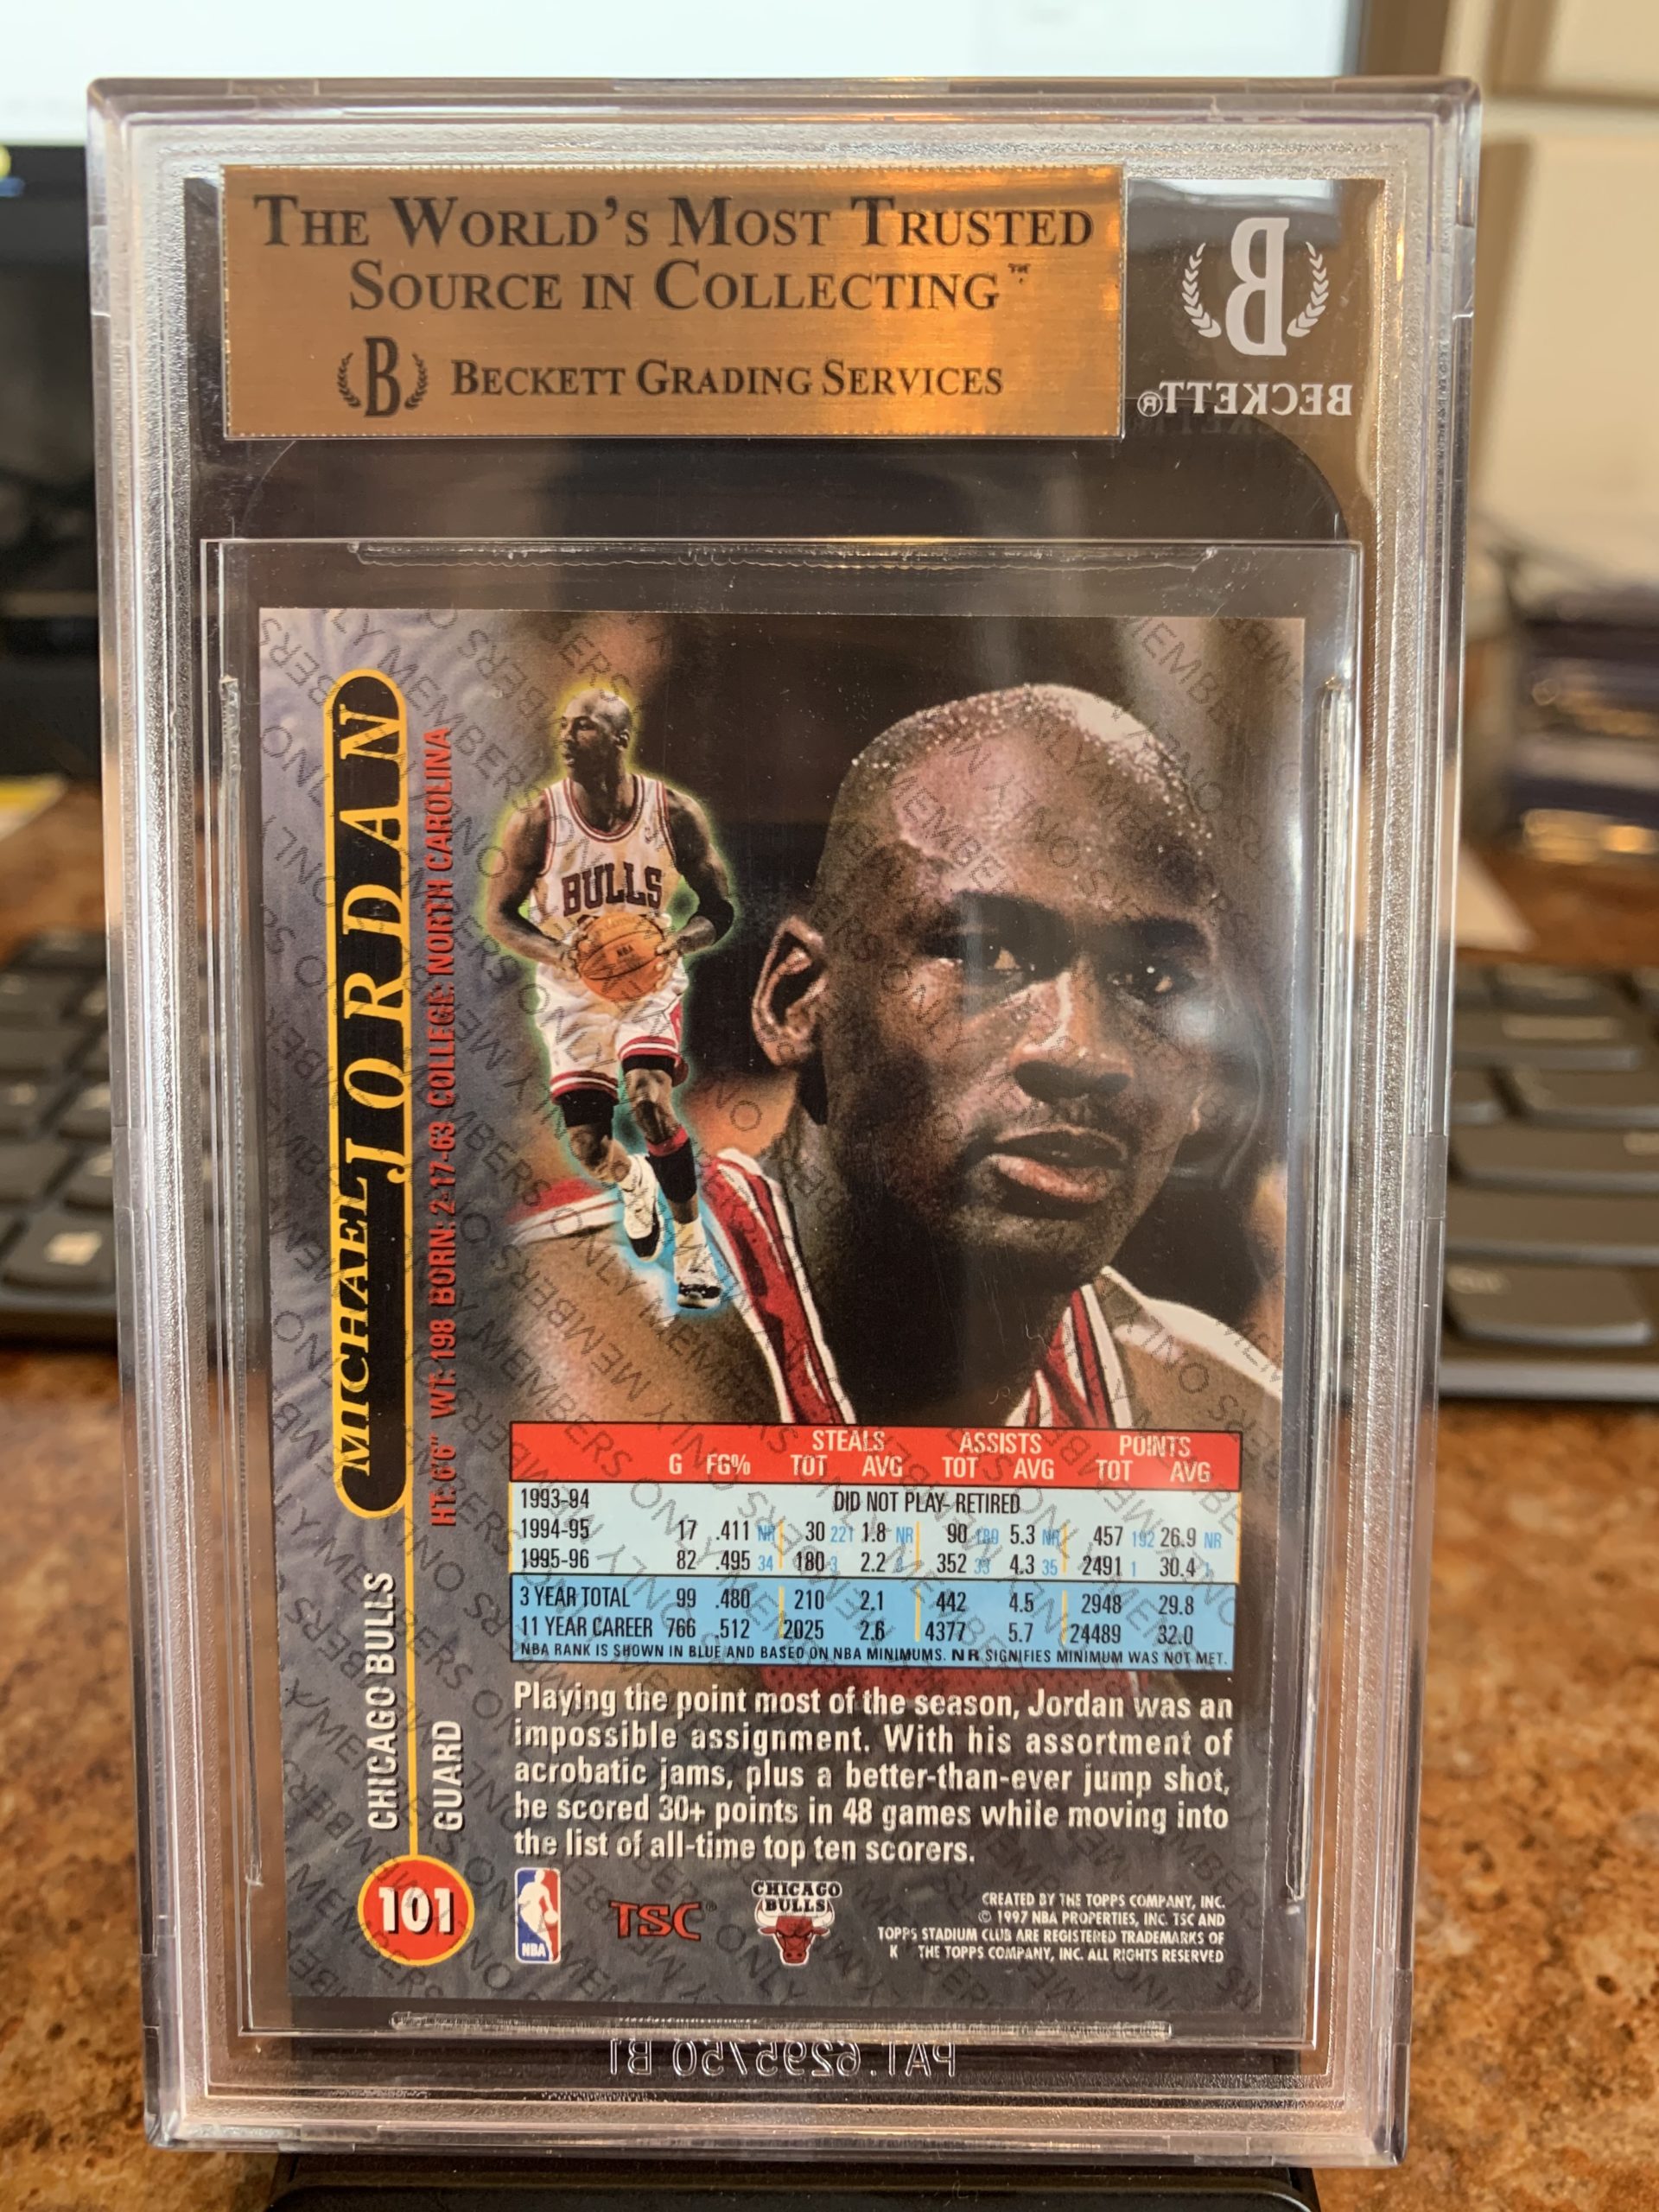 THE WORLD'S MOST TRUSTED
SOURCE IN COLLECTING™
B BECKETT GRADING SERVICES
B
BECKETT®
MICHAEL JORDAN
HT: 6'6" WT: 198 BORN: 2-17-63 COLLEGE: NORTH CAROLINA
CHICAGO BULLS
GUARD
101
BULLS
NBA
MEMBERS ONLY
STEALS ASSISTS POINTS
G FG% TOT AVG TOT AVG TOT AVG
1993-94 DID NOT PLAY- RETIRED
1994-95 17 .411 NR 30 221 1.8 NR 90 180 5.3 NR 457 192 26.9 NR
1995-96 82 .495 34 180 3 2.2 352 33 4.3 35 2491 1 30.4 1
3 YEAR TOTAL 99 .480 210 2.1 442 4.5 2948 29.8
11 YEAR CAREER 766 .512 2025 2.6 4377 5.7 24489 32.0
NBA RANK IS SHOWN IN BLUE AND BASED ON NBA MINIMUMS. NR SIGNIFIES MINIMUM WAS NOT MET.
Playing the point most of the season, Jordan was an
impossible assignment. With his assortment of
acrobatic jams, plus a better-than-ever jump shot,
he scored 30+ points in 48 games while moving into
the list of all-time top ten scorers.
NBA
TSC®
CHICAGO
BULLS
CREATED BY THE TOPPS COMPANY, INC.
© 1997 NBA PROPERTIES, INC. TSC AND
TOPPS STADIUM CLUB ARE REGISTERED TRADEMARKS OF
K THE TOPPS COMPANY, INC. ALL RIGHTS RESERVED
PAT. 6295750 B1